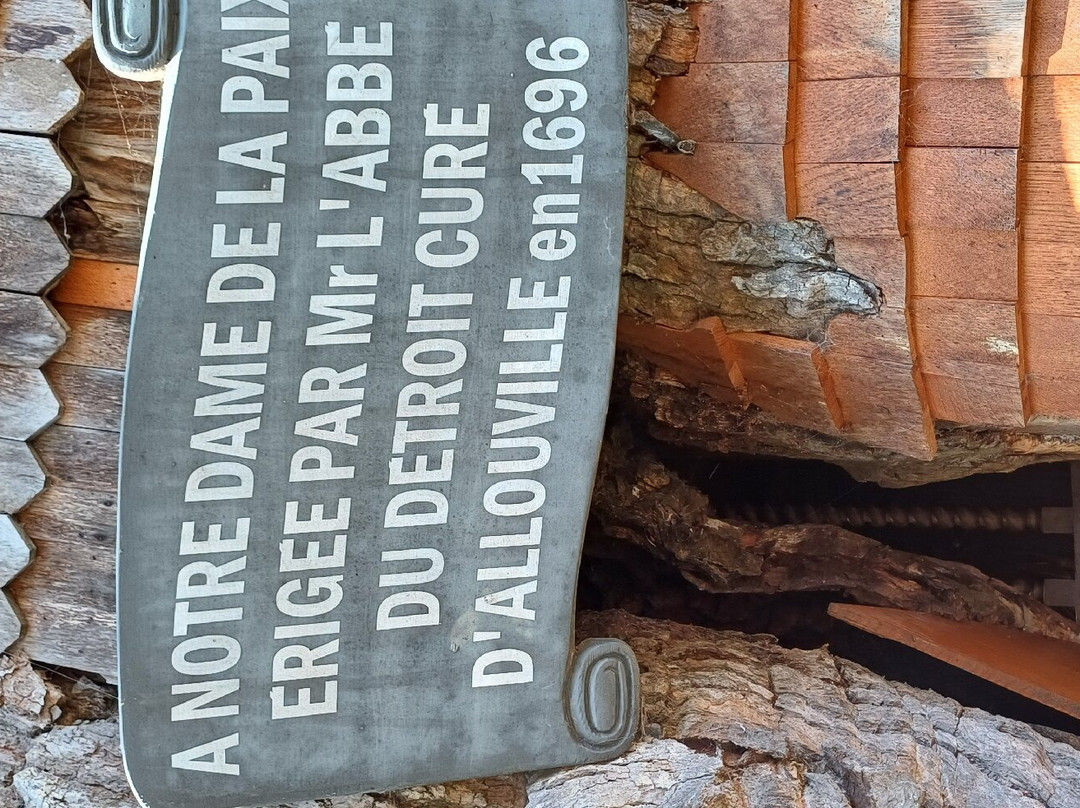 A NOTRE DAME DE LA PAIX
ERIGEE PAR Mr L'ABBE
DU DETROIT CURE
D'ALLOUVILLE en1696